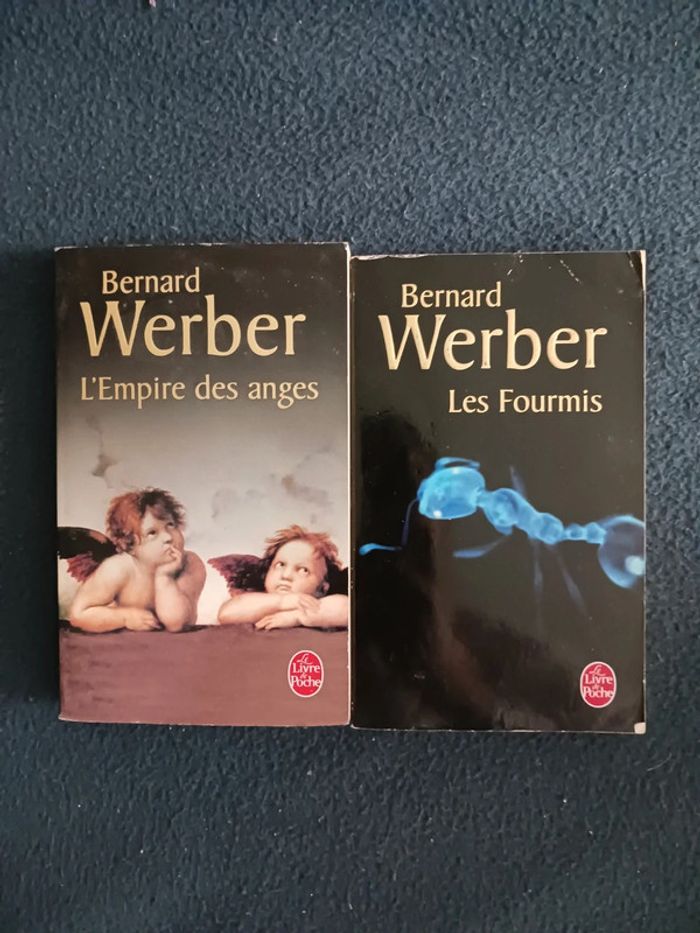 Bernard
Werber
L'Empire des anges
Le
Livre
de
Poche
Bernard
Werber
Les Fourmis
Le
Livre
de
Poche